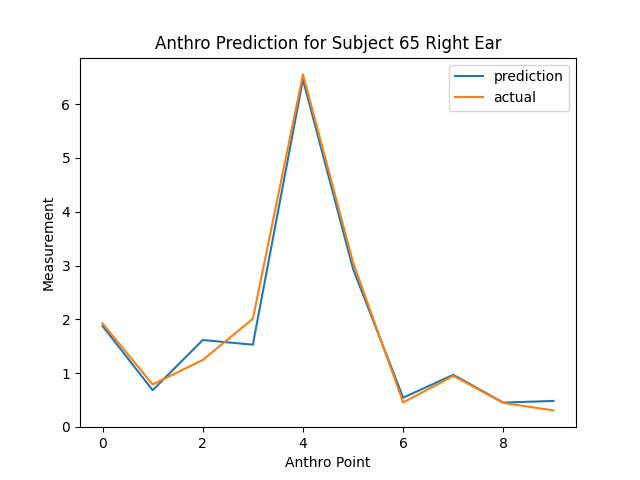 Anthro Prediction for Subject 65 Right Ear
prediction
actual
Measurement
6
5
4
3
2
1
0
0 2 4 6 8
Anthro Point